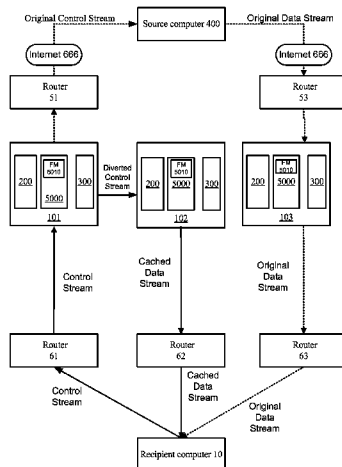 Original Control Stream
Source computer 400
Original Data Stream
Internet 666
Internet 666
Router
51
Router
53
200
FM
5010
5000
300
101
Diverted
Control
Stream
200
FM
5010
5000
300
102
200
FM
5010
5000
300
103
Control
Stream
Cached
Data
Stream
Original
Data
Stream
Router
61
Router
62
Router
63
Control
Stream
Cached
Data
Stream
Original
Data
Stream
Recipient computer 10